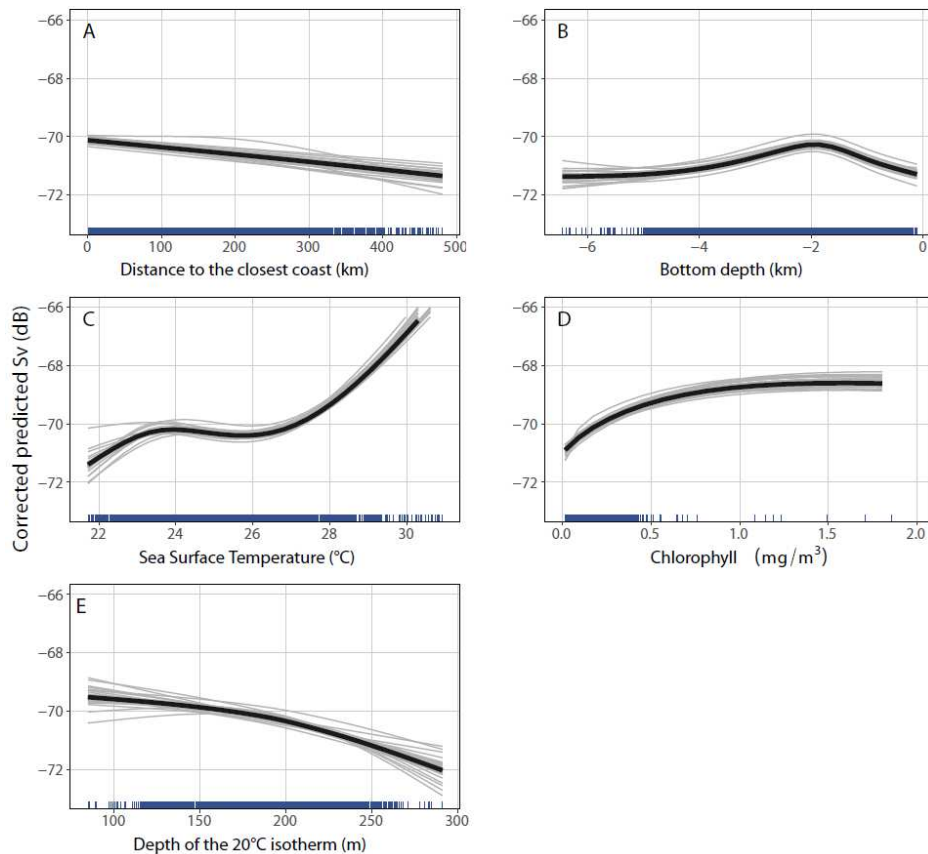 A
−66
−68
−70
−72
0 100 200 300 400 500
Distance to the closest coast (km)
B
−66
−68
−70
−72
−6 −4 −2 0
Bottom depth (km)
Corrected predicted Sv (dB)
C
−66
−68
−70
−72
22 24 26 28 30
Sea Surface Temperature (°C)
D
−66
−68
−70
−72
0.0 0.5 1.0 1.5 2.0
Chlorophyll (mg/m³)
E
−66
−68
−70
−72
100 150 200 250 300
Depth of the 20°C isotherm (m)